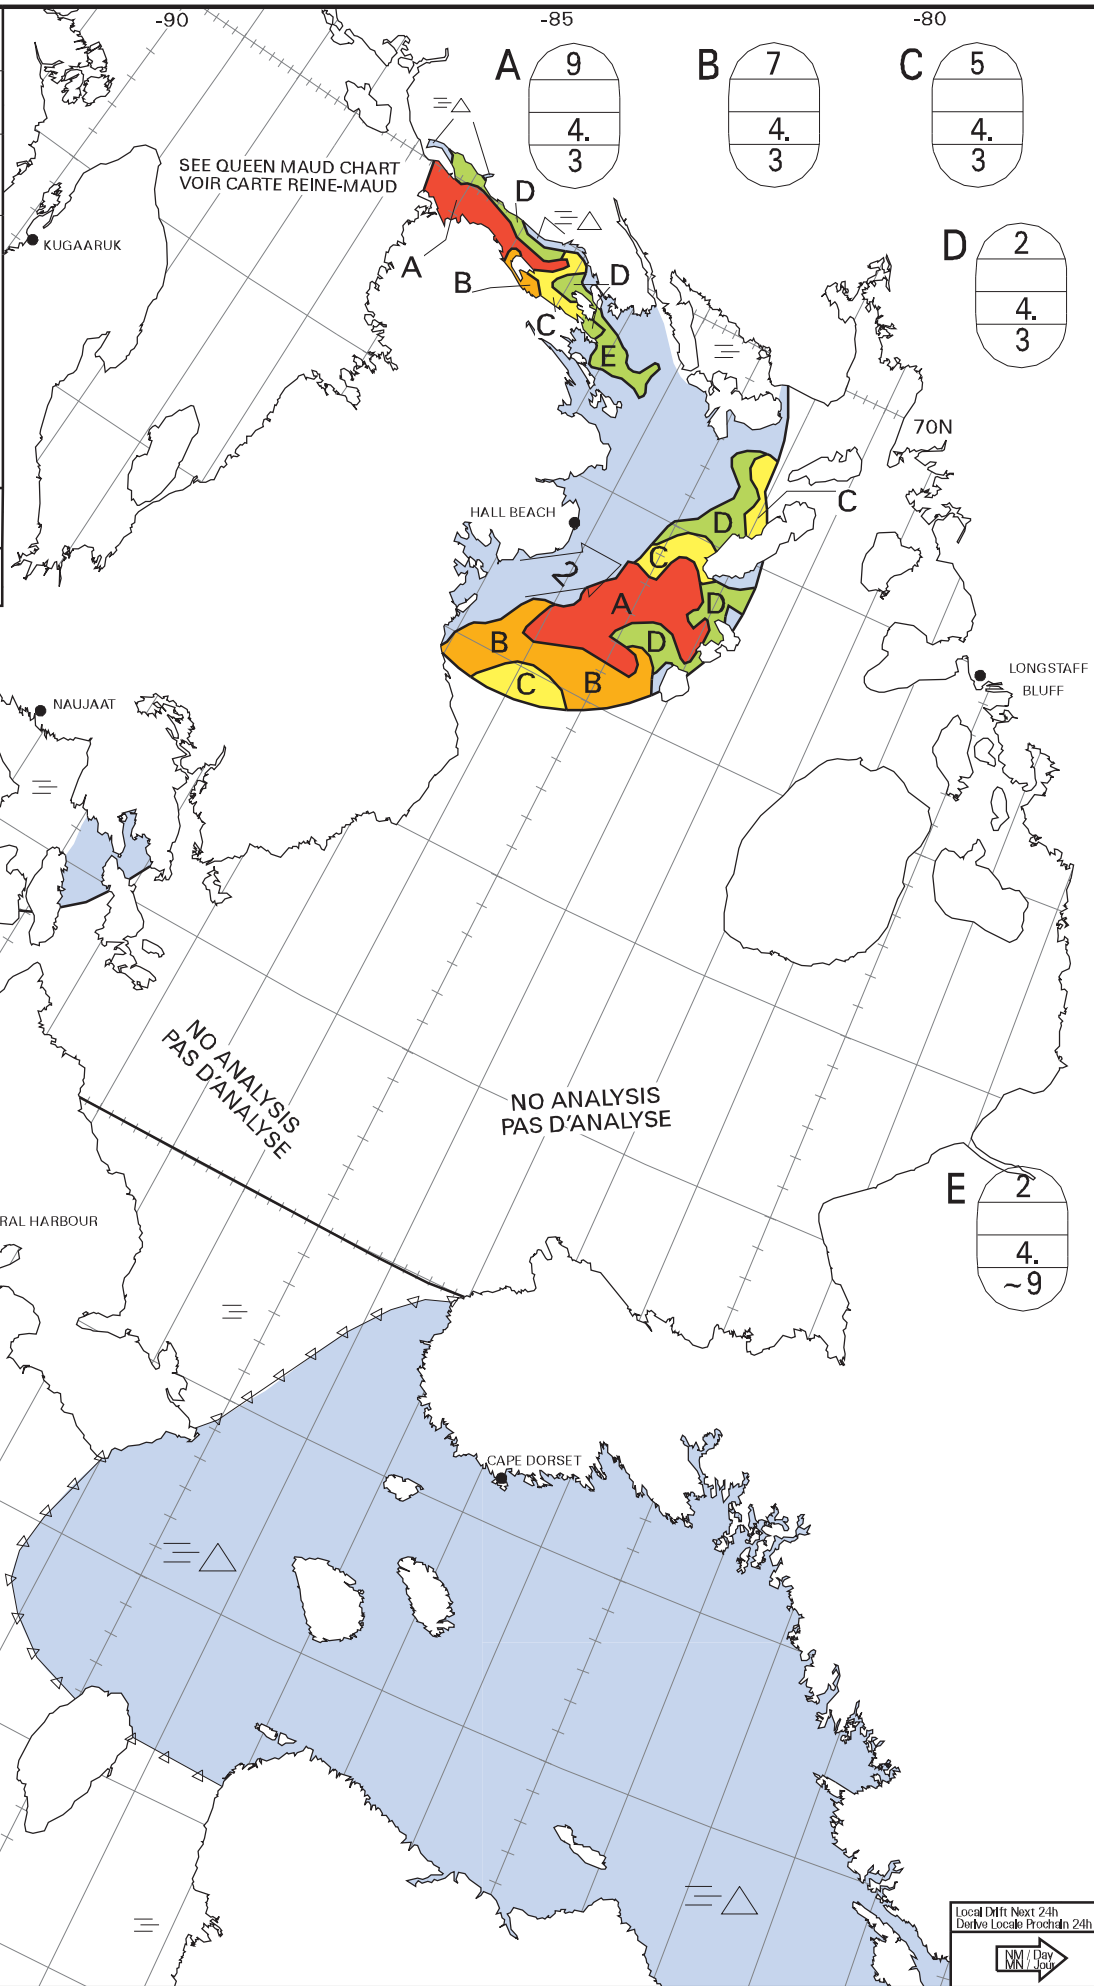 -90
-85
-80
A
9
4.
3
B
7
4.
3
C
5
4.
3
SEE QUEEN MAUD CHART
VOIR CARTE REINE-MAUD
D
D
2
4.
3
KUGAARUK
A
B
D
C
E
70N
C
HALL BEACH
D
C
2
A
D
B
D
C
B
LONGSTAFF
BLUFF
NAUJAAT
NO ANALYSIS
PAS D'ANALYSE
NO ANALYSIS
PAS D'ANALYSE
E
2
4.
~9
RAL HARBOUR
CAPE DORSET
Local Drift Next 24h
Derive Locale Prochain 24h
NM / Day
MN / Jour